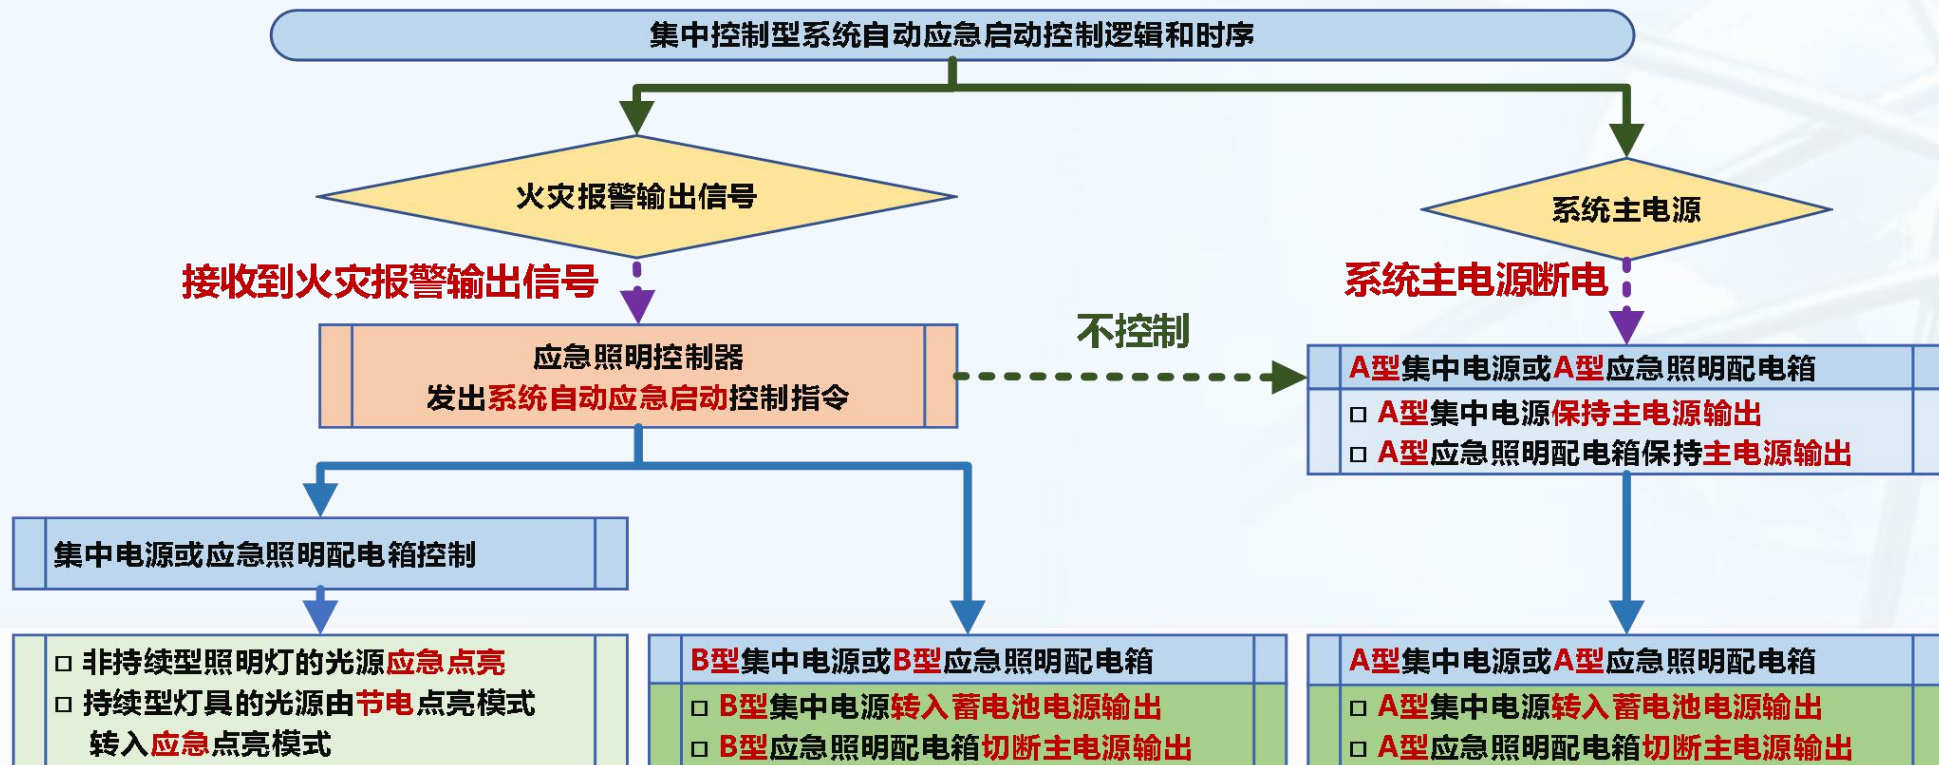 集中控制型系统自动应急启动控制逻辑和时序
火灾报警输出信号
系统主电源
接收到火灾报警输出信号
系统主电源断电
应急照明控制器
发出系统自动应急启动控制指令
不控制
A型集中电源或A型应急照明配电箱
□ A型集中电源保持主电源输出
□ A型应急照明配电箱保持主电源输出
集中电源或应急照明配电箱控制
□ 非持续型照明灯的光源应急点亮
□ 持续型灯具的光源由节电点亮模式
转入应急点亮模式
B型集中电源或B型应急照明配电箱
□ B型集中电源转入蓄电池电源输出
□ B型应急照明配电箱切断主电源输出
A型集中电源或A型应急照明配电箱
□ A型集中电源转入蓄电池电源输出
□ A型应急照明配电箱切断主电源输出